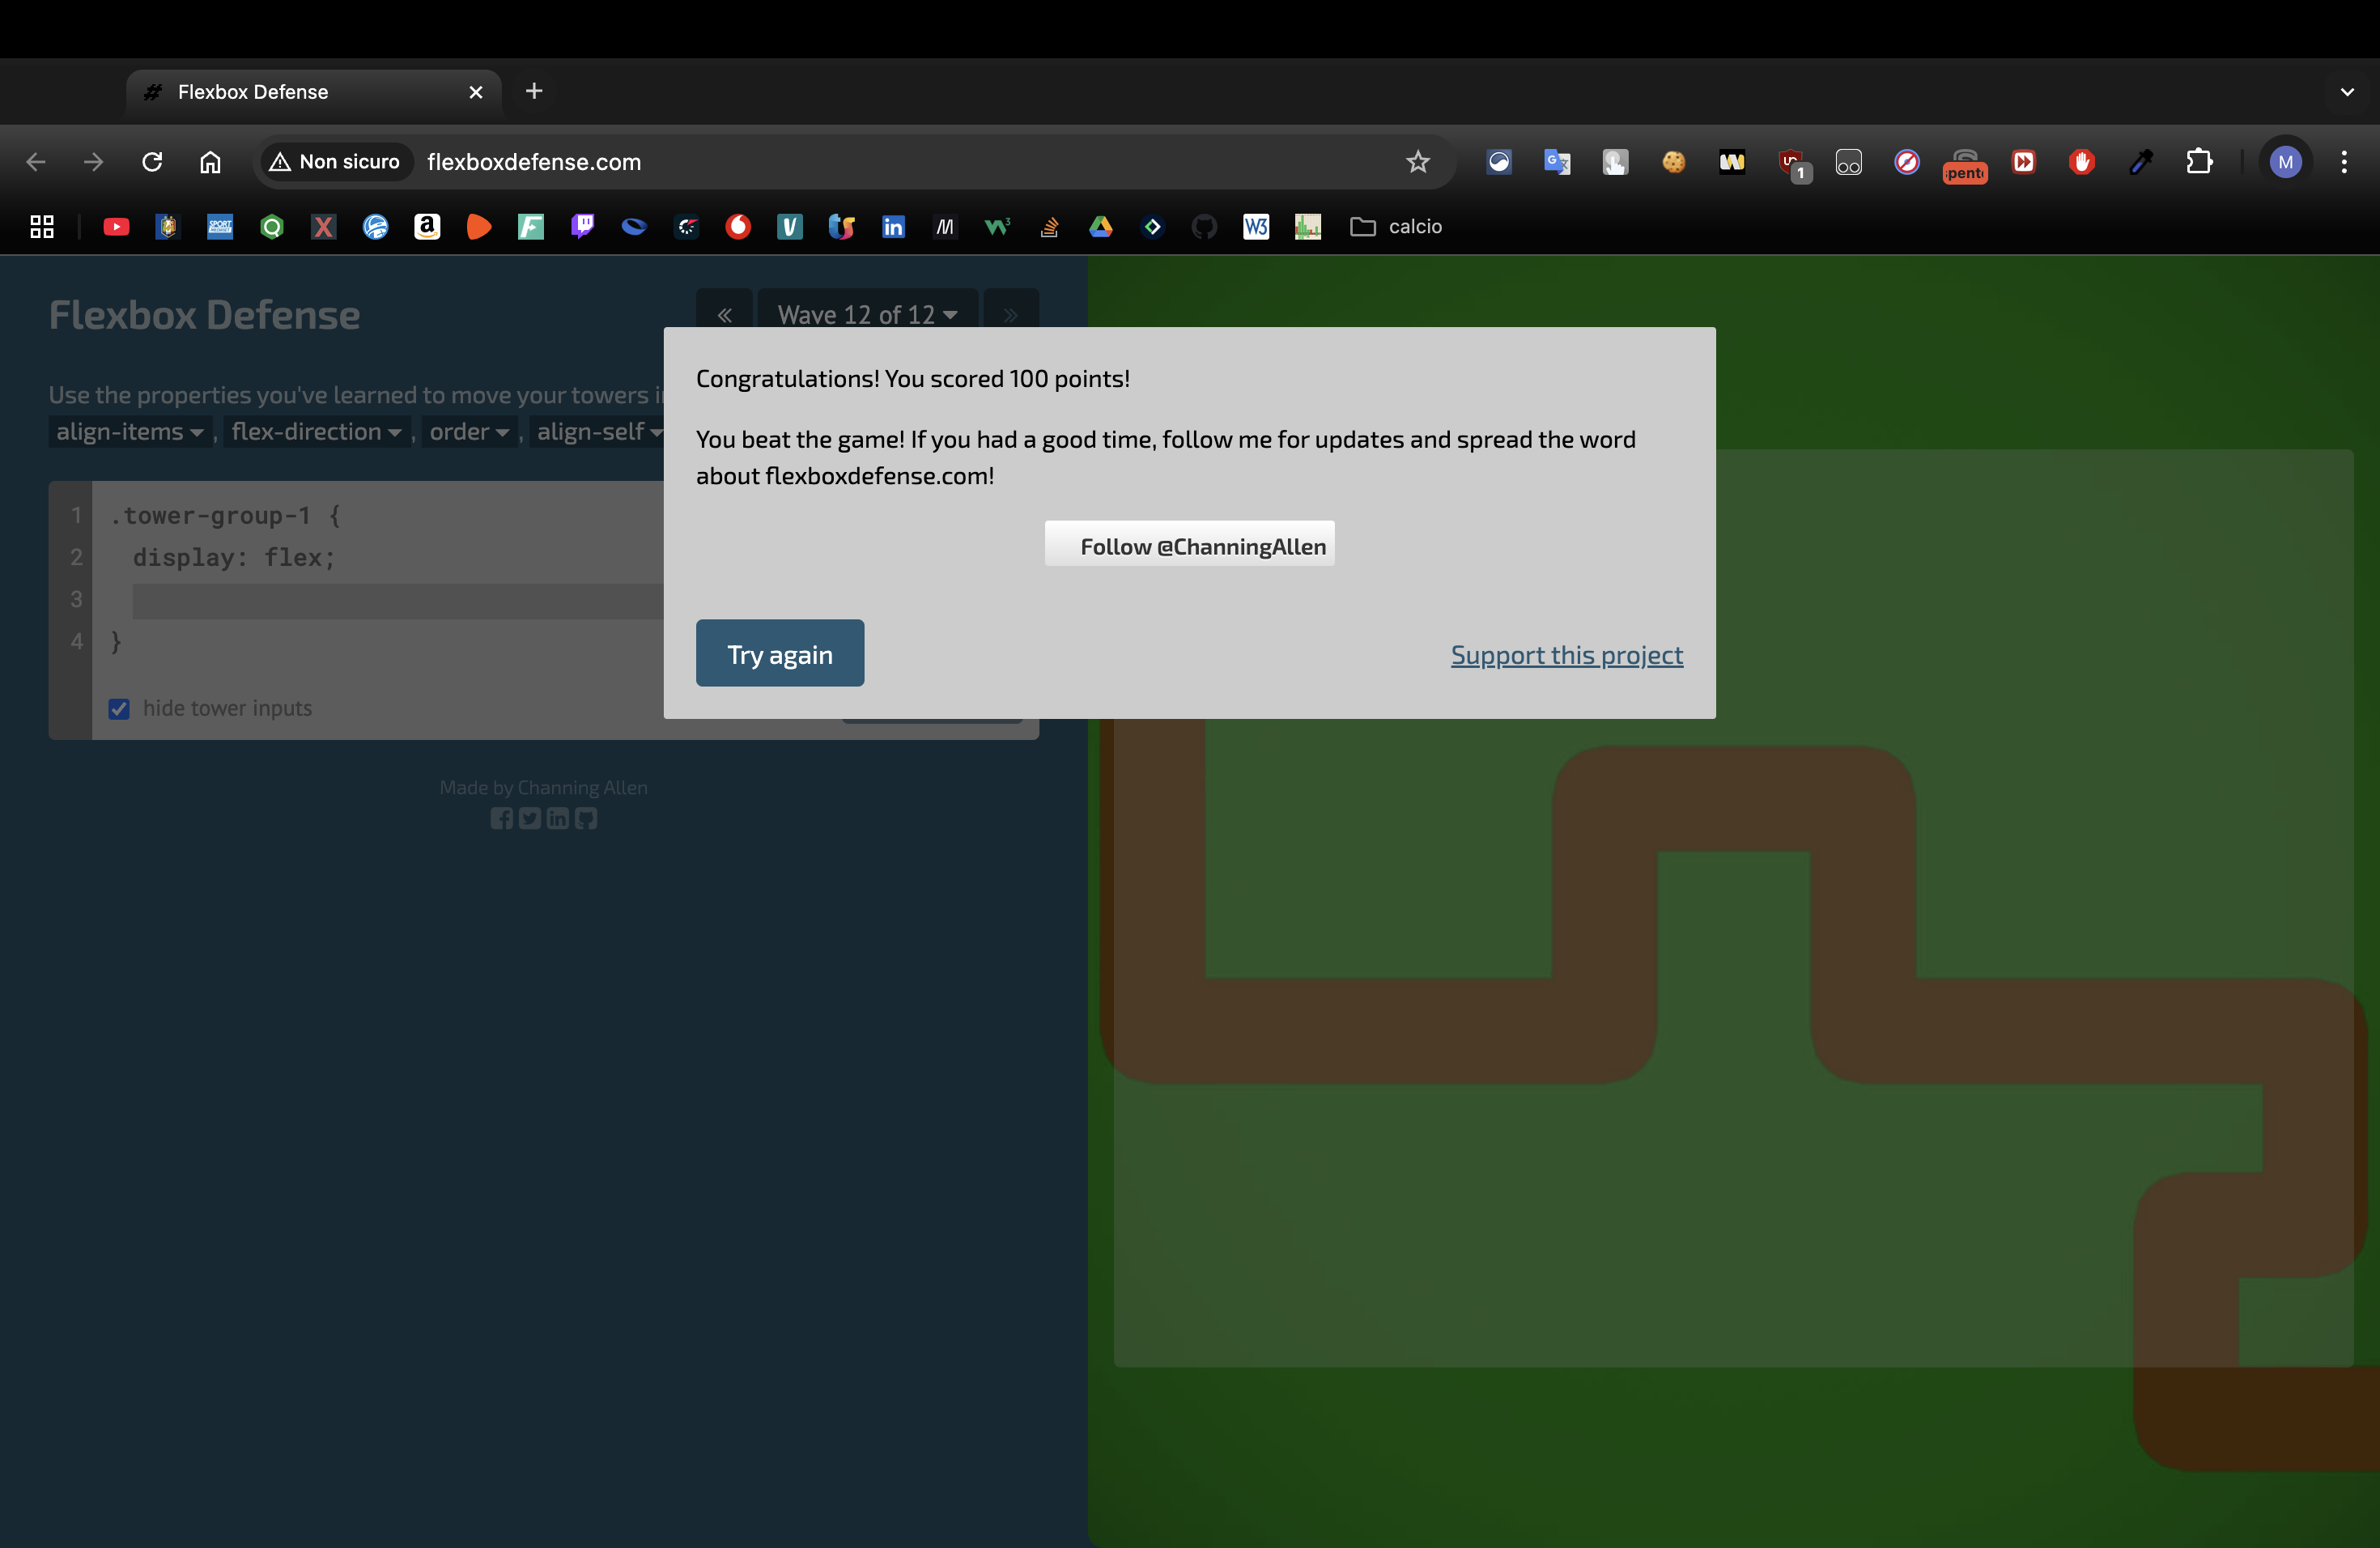 Flexbox Defense
Non sicuro
flexboxdefense.com
1
M
calcio
Flexbox Defense
Wave 12 of 12
Use the properties you've learned to move your towers
align-items, flex-direction, order, align-self
1 .tower-group-1 {
2 display: flex;
3
4 }
hide tower inputs
Made by Channing Allen
Congratulations! You scored 100 points!
You beat the game! If you had a good time, follow me for updates and spread the word
about flexboxdefense.com!
Follow @ChanningAllen
Try again
Support this project